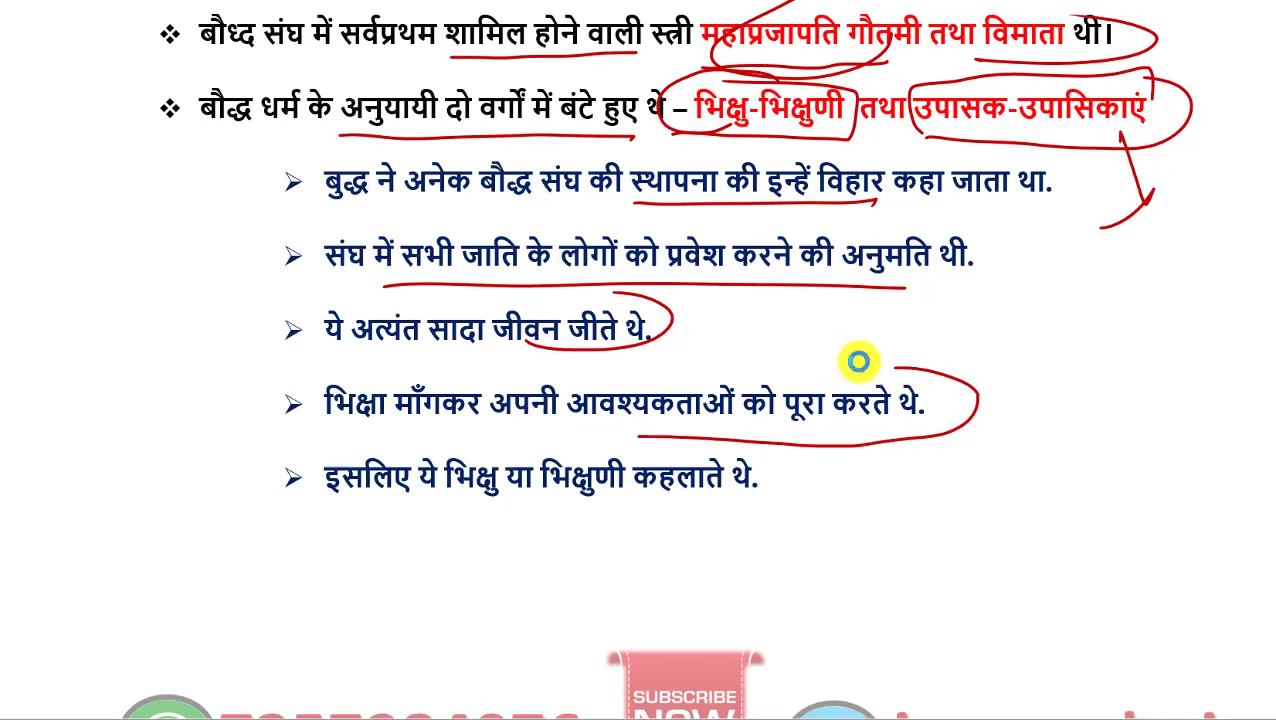 ❖ बौध्द संघ में सर्वप्रथम शामिल होने वाली स्त्री महाप्रजापति गौतमी तथा विमाता थी।
❖ बौद्ध धर्म के अनुयायी दो वर्गों में बंटे हुए थे – भिक्षु-भिक्षुणी तथा उपासक-उपासिकाएं
➢ बुद्ध ने अनेक बौद्ध संघ की स्थापना की इन्हें विहार कहा जाता था.
➢ संघ में सभी जाति के लोगों को प्रवेश करने की अनुमति थी.
➢ ये अत्यंत सादा जीवन जीते थे.
➢ भिक्षा माँगकर अपनी आवश्यकताओं को पूरा करते थे.
➢ इसलिए ये भिक्षु या भिक्षुणी कहलाते थे.
SUBSCRIBE
NOW